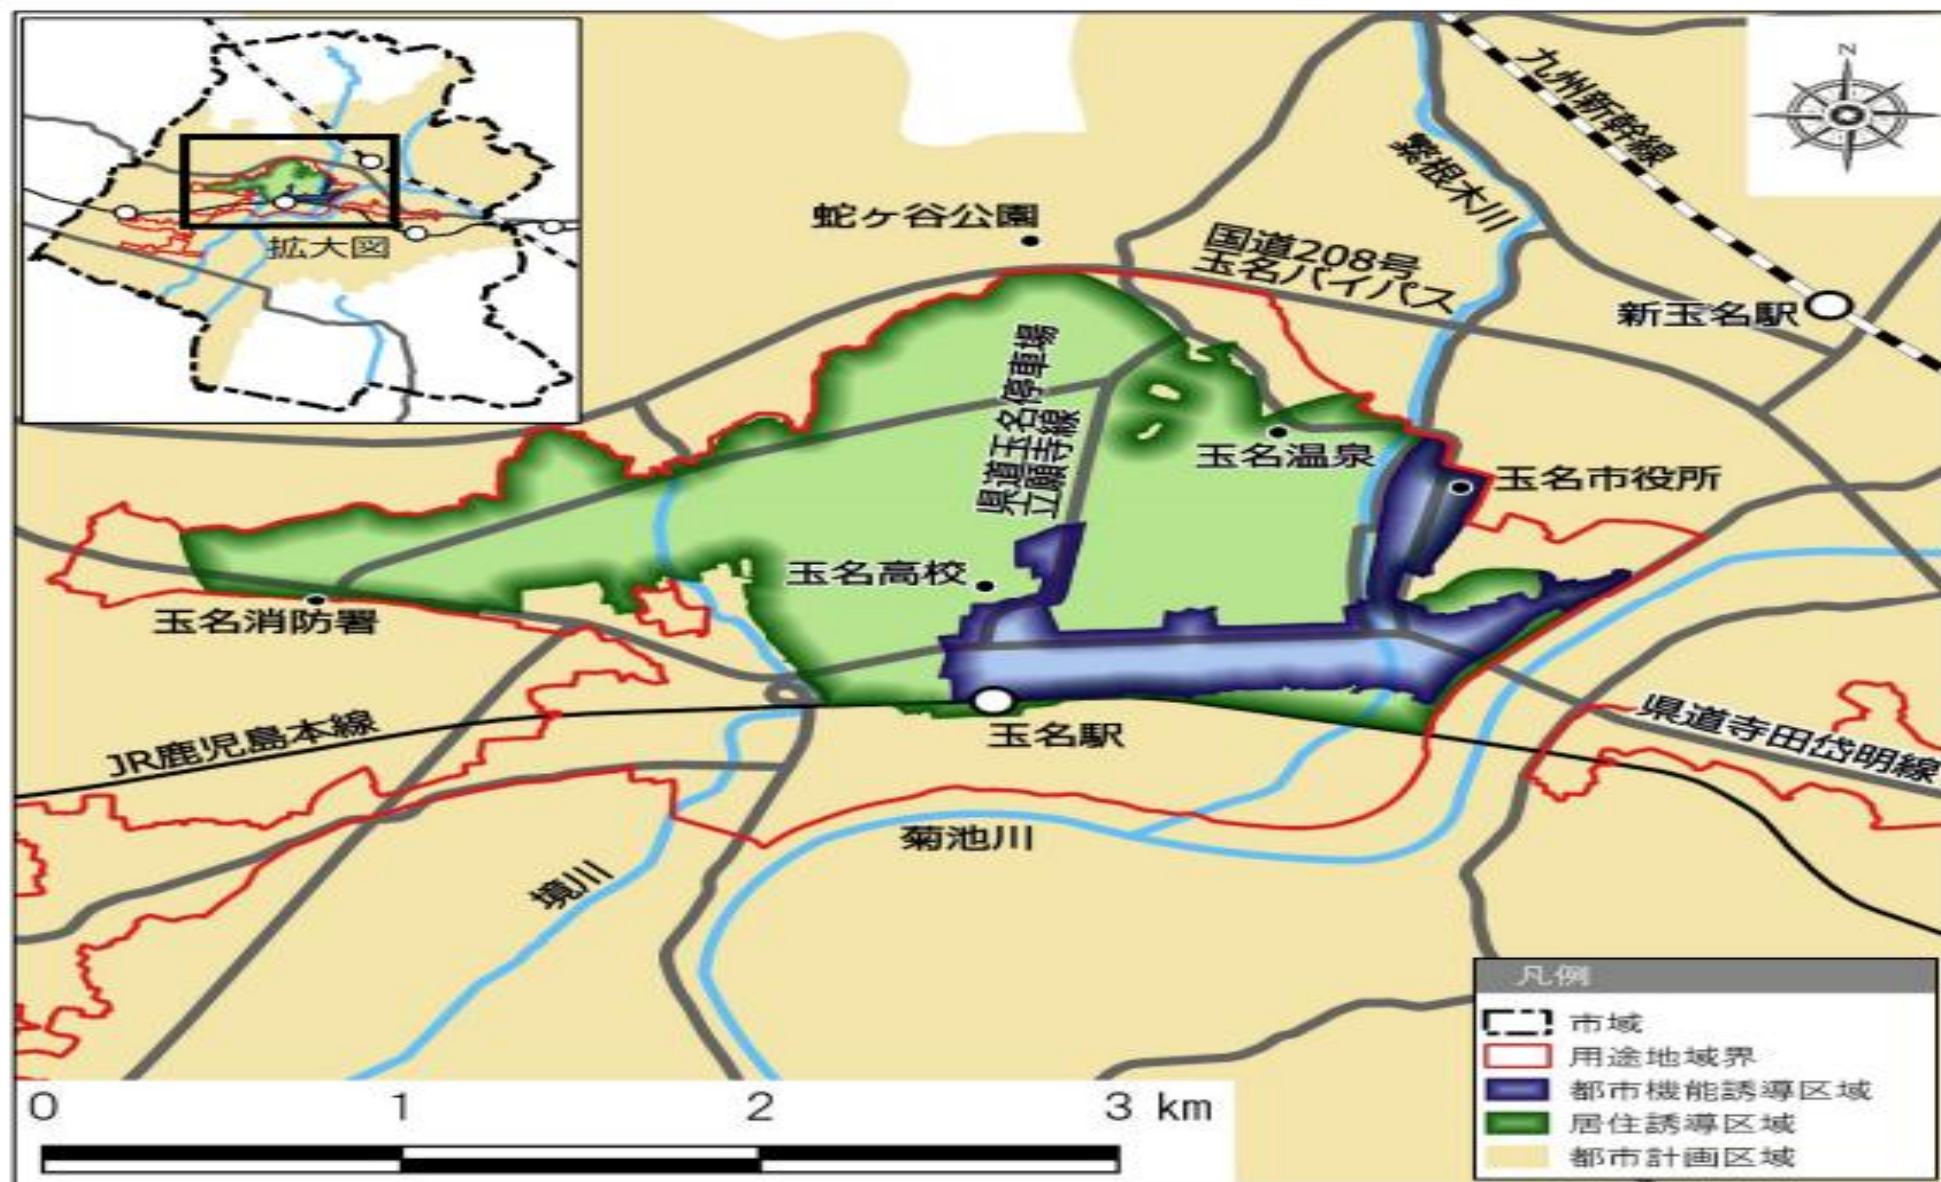 拡大図
N
九州新幹線
繁根木川
蛇ヶ谷公園
国道208号
玉名バイパス
新玉名駅
県道玉名停車場
立願寺線
玉名温泉
玉名市役所
玉名高校
玉名消防署
JR鹿児島本線
玉名駅
県道寺田岱明線
菊池川
境川
凡例
市域
用途地域界
都市機能誘導区域
居住誘導区域
都市計画区域
0 1 2 3 km